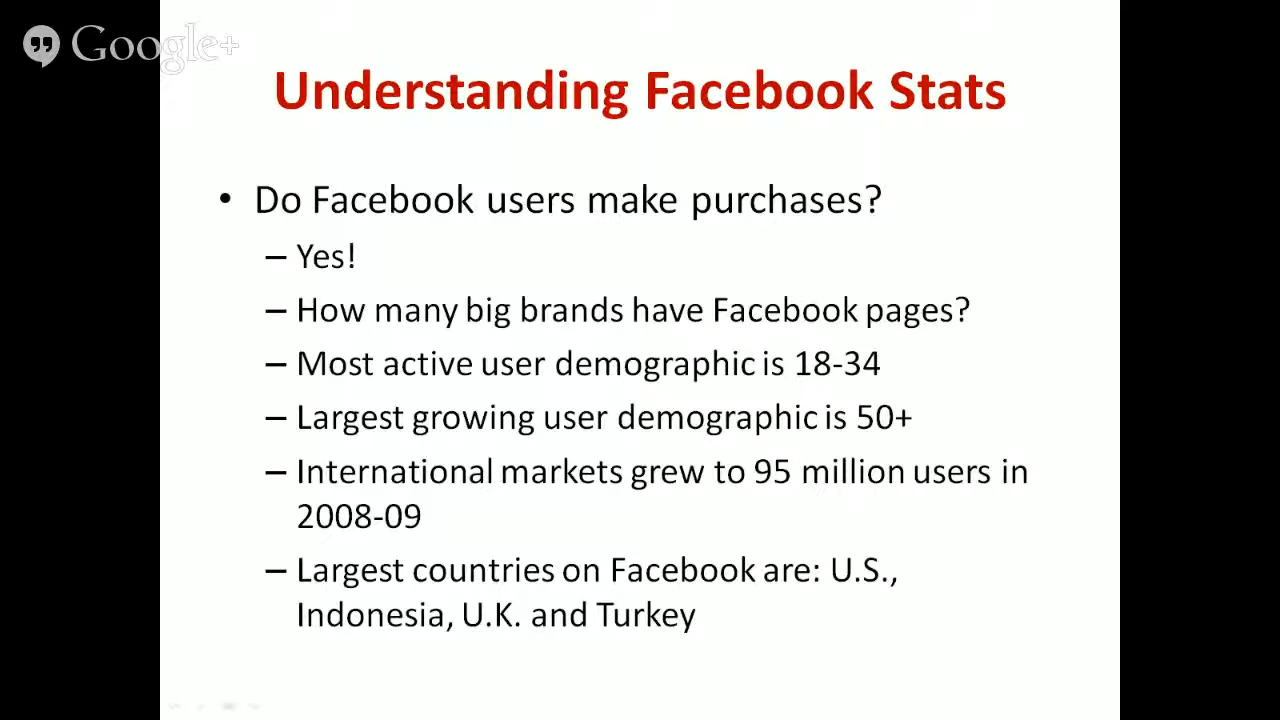 Google+
Understanding Facebook Stats
• Do Facebook users make purchases?
– Yes!
– How many big brands have Facebook pages?
– Most active user demographic is 18-34
– Largest growing user demographic is 50+
– International markets grew to 95 million users in
2008-09
– Largest countries on Facebook are: U.S.,
Indonesia, U.K. and Turkey